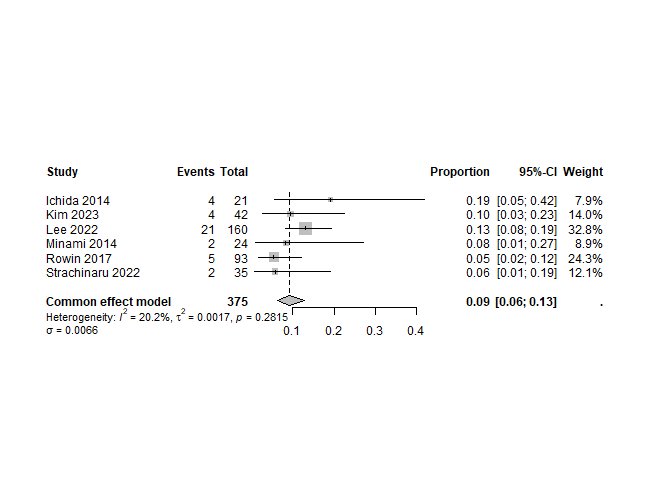 Study Events Total Proportion 95%-CI Weight
Ichida 2014 4 21 0.19 [0.05; 0.42] 7.9%
Kim 2023 4 42 0.10 [0.03; 0.23] 14.0%
Lee 2022 21 160 0.13 [0.08; 0.19] 32.8%
Minami 2014 2 24 0.08 [0.01; 0.27] 8.9%
Rowin 2017 5 93 0.05 [0.02; 0.12] 24.3%
Strachinaru 2022 2 35 0.06 [0.01; 0.19] 12.1%
Common effect model 375 0.09 [0.06; 0.13] .
Heterogeneity: I² = 20.2%, τ² = 0.0017, p = 0.2815
σ = 0.0066
0.1 0.2 0.3 0.4